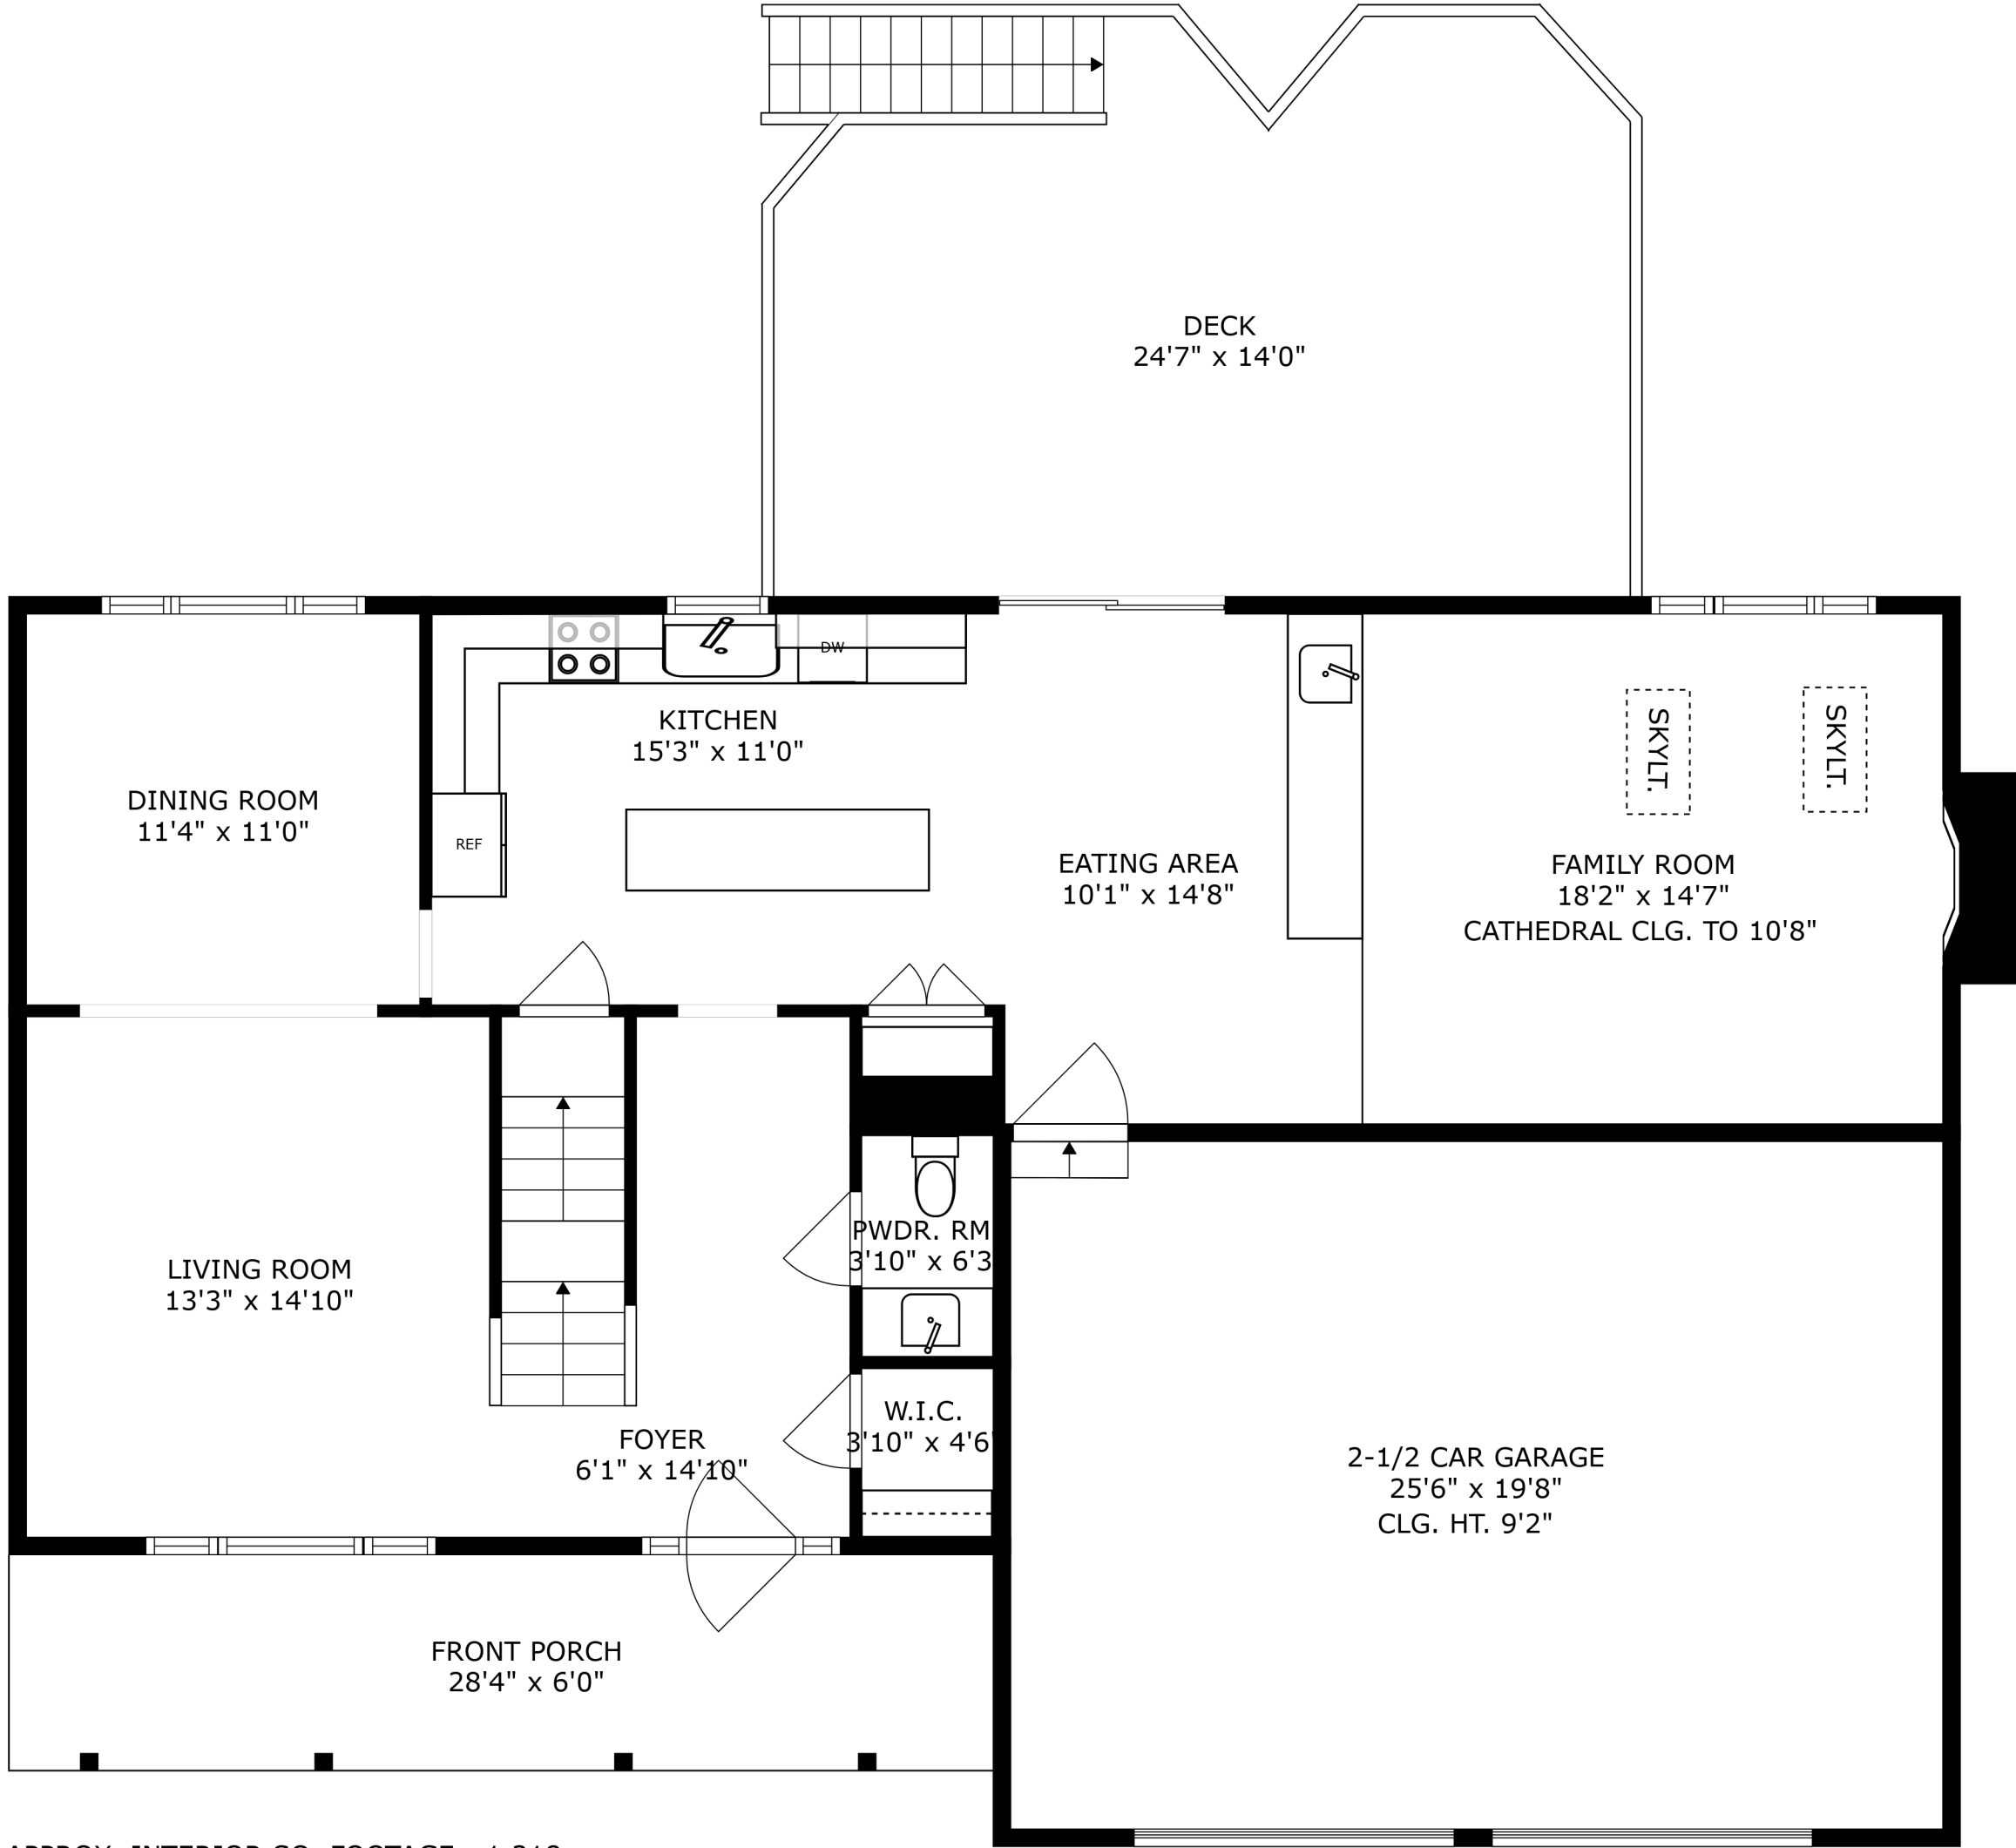 DECK
24'7" x 14'0"
DW
KITCHEN
15'3" x 11'0"
SKYLT.
SKYLT.
DINING ROOM
11'4" x 11'0"
REF
EATING AREA
10'1" x 14'8"
FAMILY ROOM
18'2" x 14'7"
CATHEDRAL CLG. TO 10'8"
PWDR. RM
3'10" x 6'3
LIVING ROOM
13'3" x 14'10"
W.I.C.
3'10" x 4'6'
FOYER
6'1" x 14'10"
2-1/2 CAR GARAGE
25'6" x 19'8"
CLG. HT. 9'2"
FRONT PORCH
28'4" x 6'0"